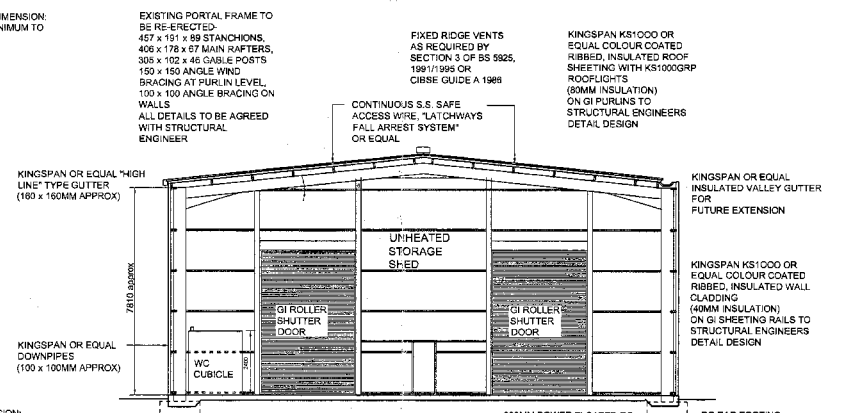 EXISTING PORTAL FRAME TO
BE RE-ERECTED-
457 x 191 x 89 STANCHIONS,
406 x 178 x 67 MAIN RAFTERS,
305 x 102 x 46 GABLE POSTS
150 x 150 ANGLE WIND
BRACING AT PURLIN LEVEL,
100 x 100 ANGLE BRACING ON
WALLS
ALL DETAILS TO BE AGREED
WITH STRUCTURAL
ENGINEER
FIXED RIDGE VENTS
AS REQUIRED BY
SECTION 3 OF BS 5925,
1991/1995 OR
CIBSE GUIDE A 1986
KINGSPAN KS1000 OR
EQUAL COLOUR COATED
RIBBED, INSULATED ROOF
SHEETING WITH KS1000GRP
ROOFLIGHTS
(80MM INSULATION)
ON GI PURLINS TO
STRUCTURAL ENGINEERS
DETAIL DESIGN
CONTINUOUS S.S. SAFE
ACCESS WIRE, "LATCHWAYS
FALL ARREST SYSTEM"
OR EQUAL
KINGSPAN OR EQUAL "HIGH
LINE" TYPE GUTTER
(160 x 160MM APPROX)
KINGSPAN OR EQUAL
INSULATED VALLEY GUTTER
FOR
FUTURE EXTENSION
UNHEATED
STORAGE
SHED
7810 approx
KINGSPAN KS1000 OR
EQUAL COLOUR COATED
RIBBED, INSULATED WALL
CLADDING
(40MM INSULATION)
ON GI SHEETING RAILS TO
STRUCTURAL ENGINEERS
DETAIL DESIGN
GI ROLLER
SHUTTER
DOOR
GI ROLLER
SHUTTER
DOOR
KINGSPAN OR EQUAL
DOWNPIPES
(100 x 100MM APPROX)
WC
CUBICLE